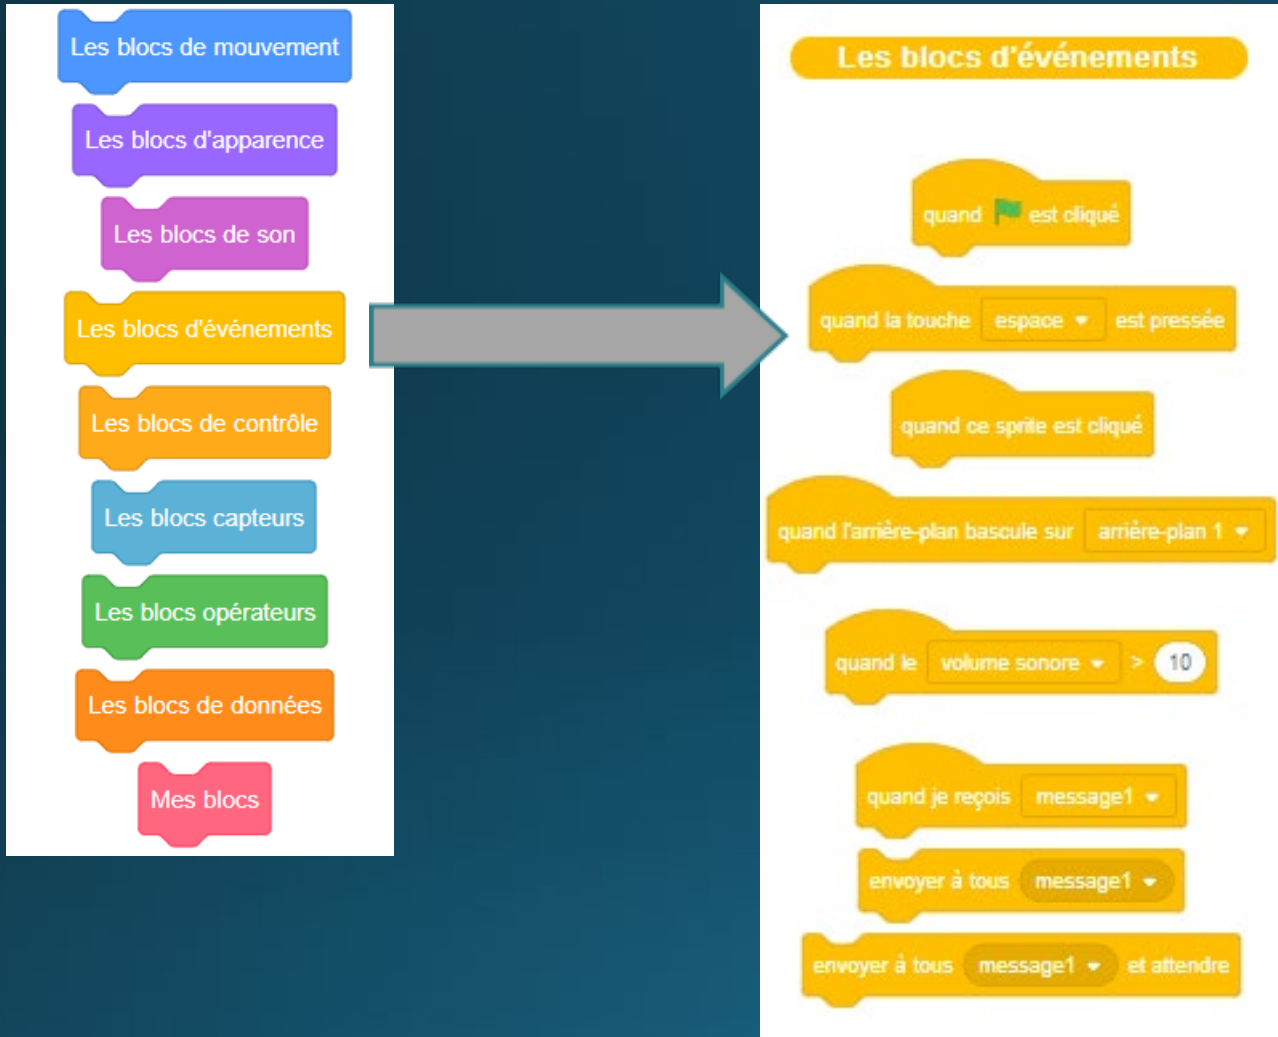 Les blocs de mouvement
Les blocs d'apparence
Les blocs de son
Les blocs d'événements
Les blocs de contrôle
Les blocs capteurs
Les blocs opérateurs
Les blocs de données
Mes blocs
Les blocs d'événements
quand est cliqué
quand la touche espace est pressée
quand ce sprite est cliqué
quand l'arrière-plan bascule sur arrière-plan 1
quand le volume sonore > 10
quand je reçois message1
envoyer à tous message1
envoyer à tous message1 et attendre